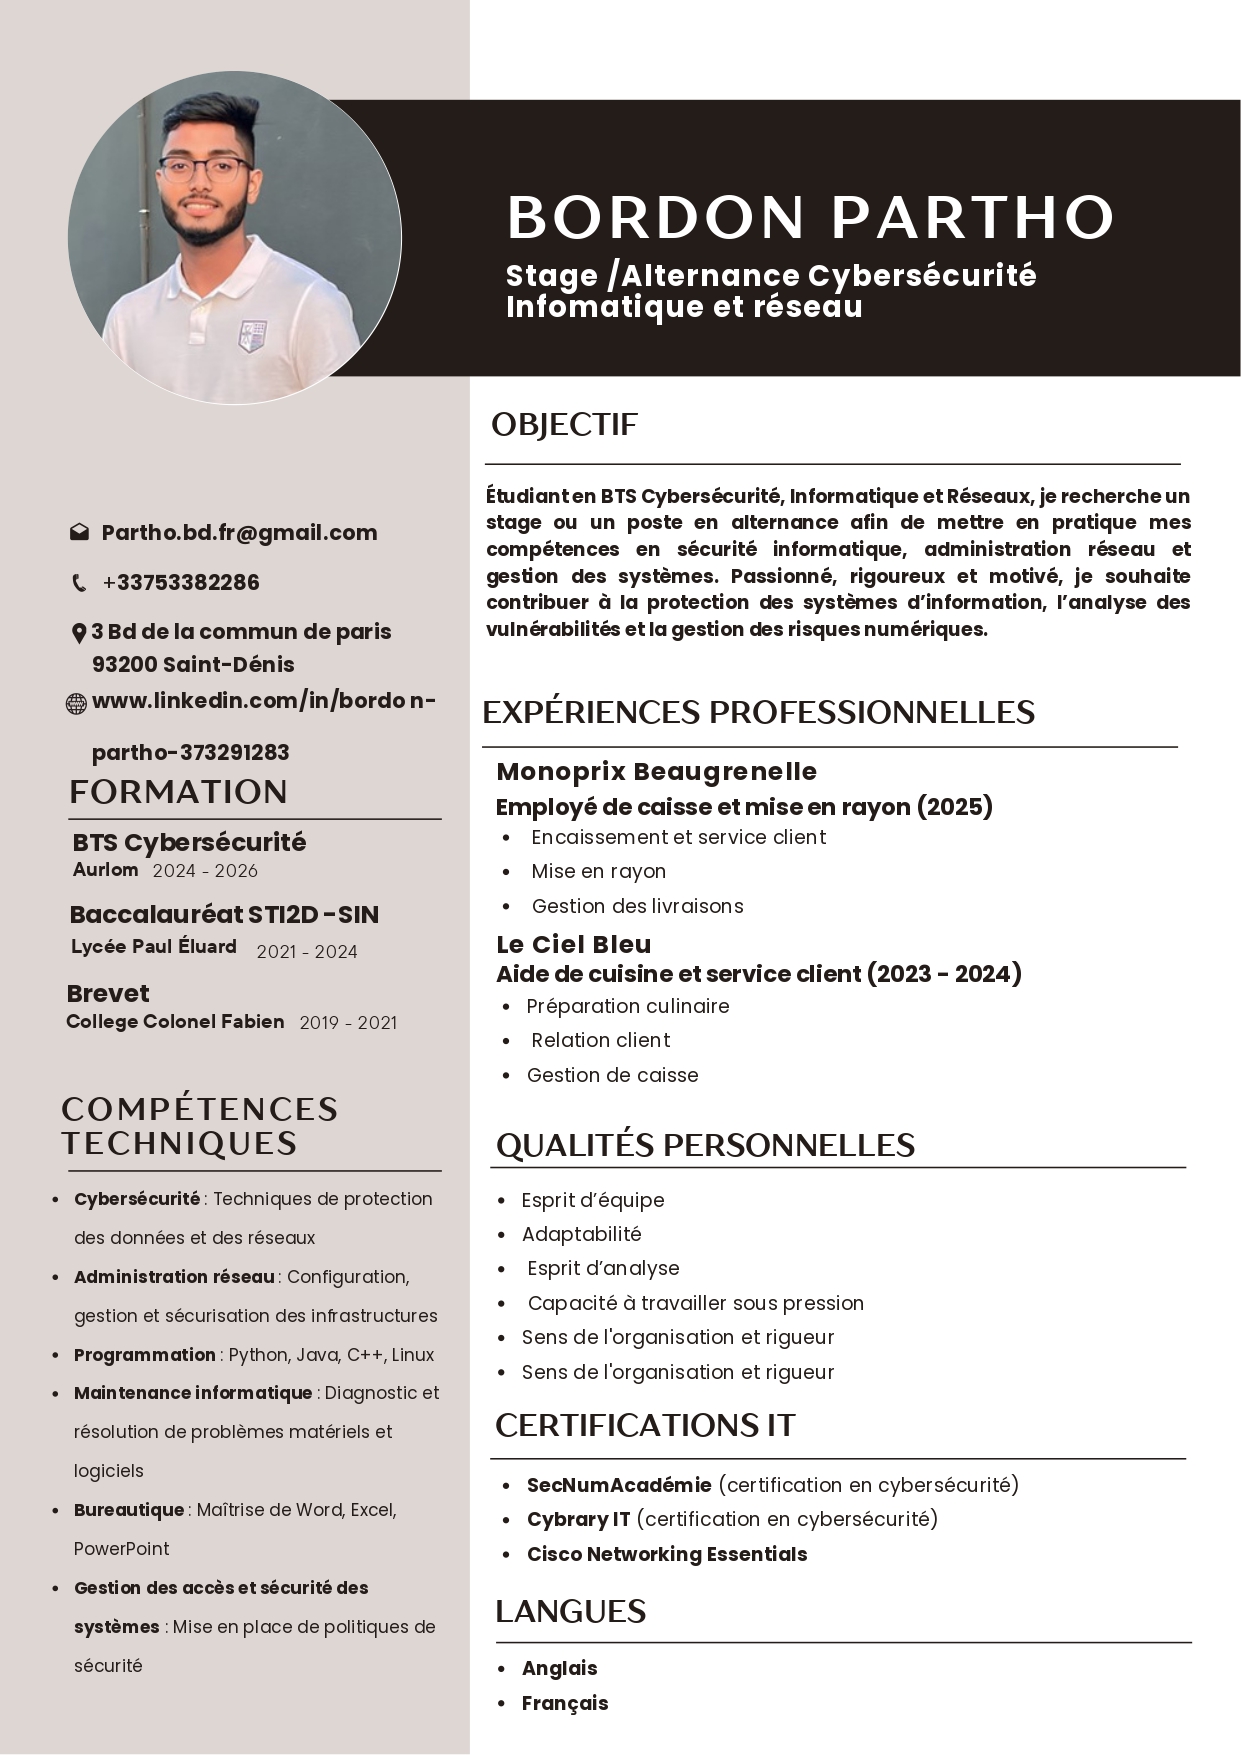 BORDON PARTHO
Stage /Alternance Cybersécurité
Infomatique et réseau
Partho.bd.fr@gmail.com
+33753382286
3 Bd de la commun de paris
93200 Saint-Dénis
www.linkedin.com/in/bordo n-
partho-373291283
FORMATION
BTS Cybersécurité
Aurlom 2024 - 2026
Baccalauréat STI2D -SIN
Lycée Paul Éluard 2021 - 2024
Brevet
College Colonel Fabien 2019 - 2021
COMPÉTENCES
TECHNIQUES
• Cybersécurité : Techniques de protection
des données et des réseaux
• Administration réseau : Configuration,
gestion et sécurisation des infrastructures
• Programmation : Python, Java, C++, Linux
• Maintenance informatique : Diagnostic et
résolution de problèmes matériels et
logiciels
• Bureautique : Maîtrise de Word, Excel,
PowerPoint
• Gestion des accès et sécurité des
systèmes : Mise en place de politiques de
sécurité
OBJECTIF
Étudiant en BTS Cybersécurité, Informatique et Réseaux, je recherche un
stage ou un poste en alternance afin de mettre en pratique mes
compétences en sécurité informatique, administration réseau et
gestion des systèmes. Passionné, rigoureux et motivé, je souhaite
contribuer à la protection des systèmes d’information, l’analyse des
vulnérabilités et la gestion des risques numériques.
EXPÉRIENCES PROFESSIONNELLES
Monoprix Beaugrenelle
Employé de caisse et mise en rayon (2025)
• Encaissement et service client
• Mise en rayon
• Gestion des livraisons
Le Ciel Bleu
Aide de cuisine et service client (2023 - 2024)
• Préparation culinaire
• Relation client
• Gestion de caisse
QUALITÉS PERSONNELLES
• Esprit d’équipe
• Adaptabilité
• Esprit d’analyse
• Capacité à travailler sous pression
• Sens de l'organisation et rigueur
• Sens de l'organisation et rigueur
CERTIFICATIONS IT
• SecNumAcadémie (certification en cybersécurité)
• Cybrary IT (certification en cybersécurité)
• Cisco Networking Essentials
LANGUES
• Anglais
• Français